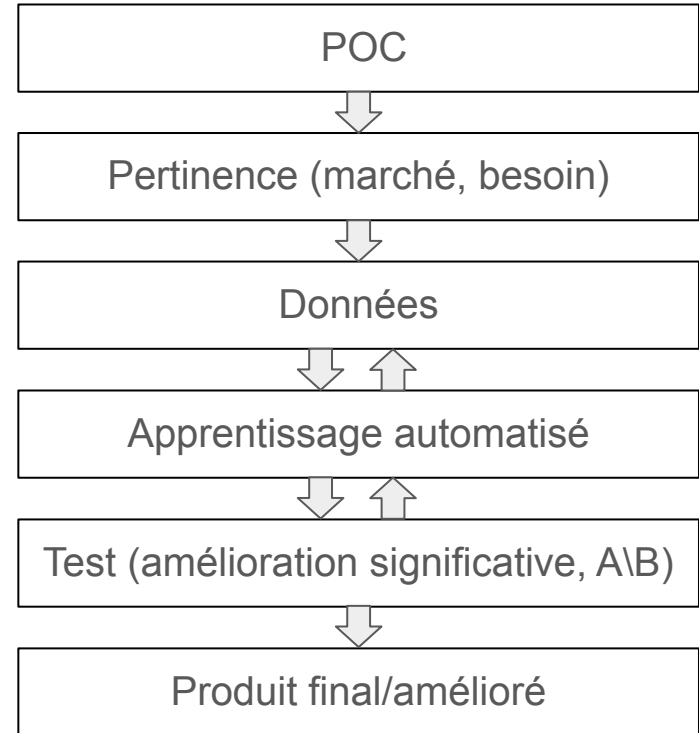 POC
Pertinence (marché, besoin)
Données
Apprentissage automatisé
Test (amélioration significative, A\B)
Produit final/amélioré